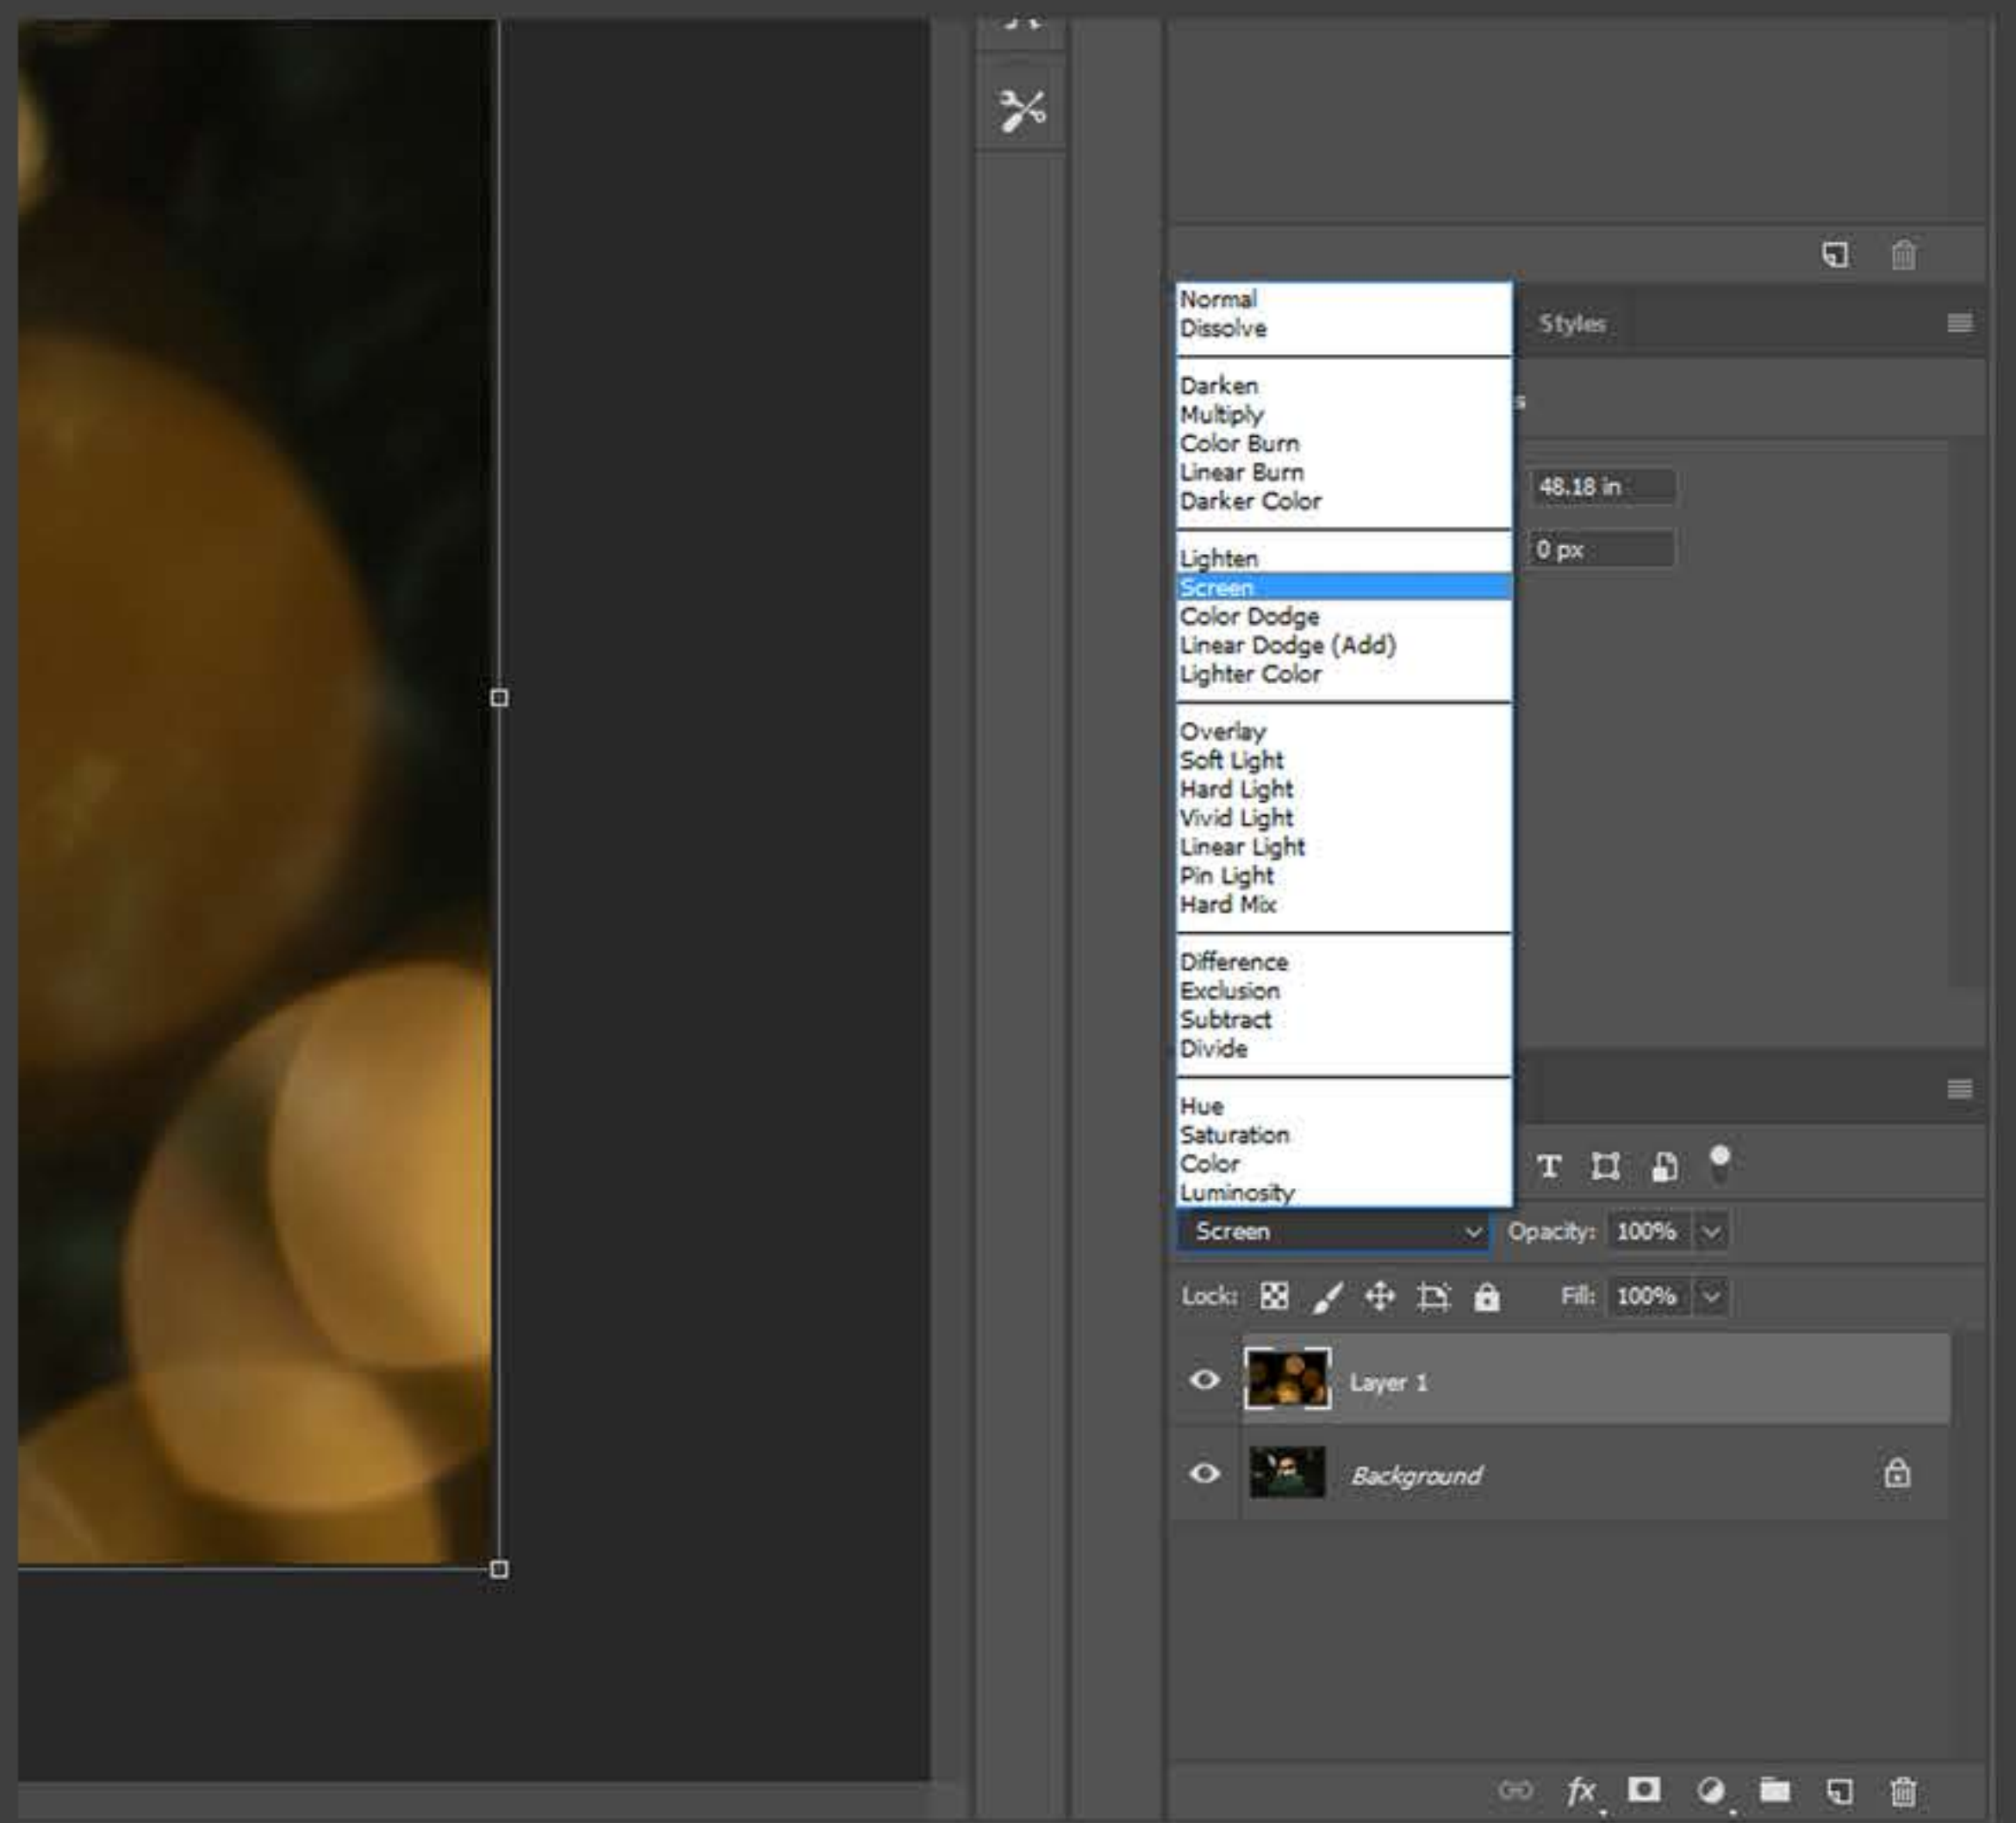 Normal
Dissolve
Styles
Darken
s
Multiply
Color Burn
Linear Burn
48.18 in
Darker Color
0 px
Lighten
Screen
Color Dodge
Linear Dodge (Add)
Lighter Color
Overlay
Soft Light
Hard Light
Vivid Light
Linear Light
Pin Light
Hard Mix
Difference
Exclusion
Subtract
Divide
Hue
Saturation
Color
Luminosity
Screen Opacity: 100%
Lock: Fill: 100%
Layer 1
Background
fx